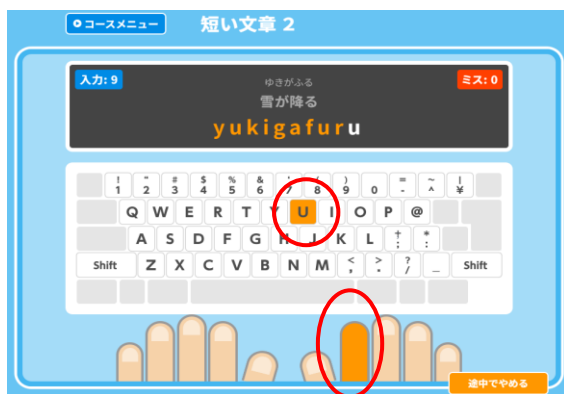 コースメニュー 短い文章 2
入力: 9 ミス: 0
ゆきがふる
雪が降る
yukigafuruu
! " # $ % & ' ( ) = ~ |
1 2 3 4 5 6 7 8 9 0 - ^ ¥
Q W E R T Y U I O P @
A S D F G H J K L + *
; :
Shift Z X C V B N M < > ? _ Shift
, . /
途中でやめる